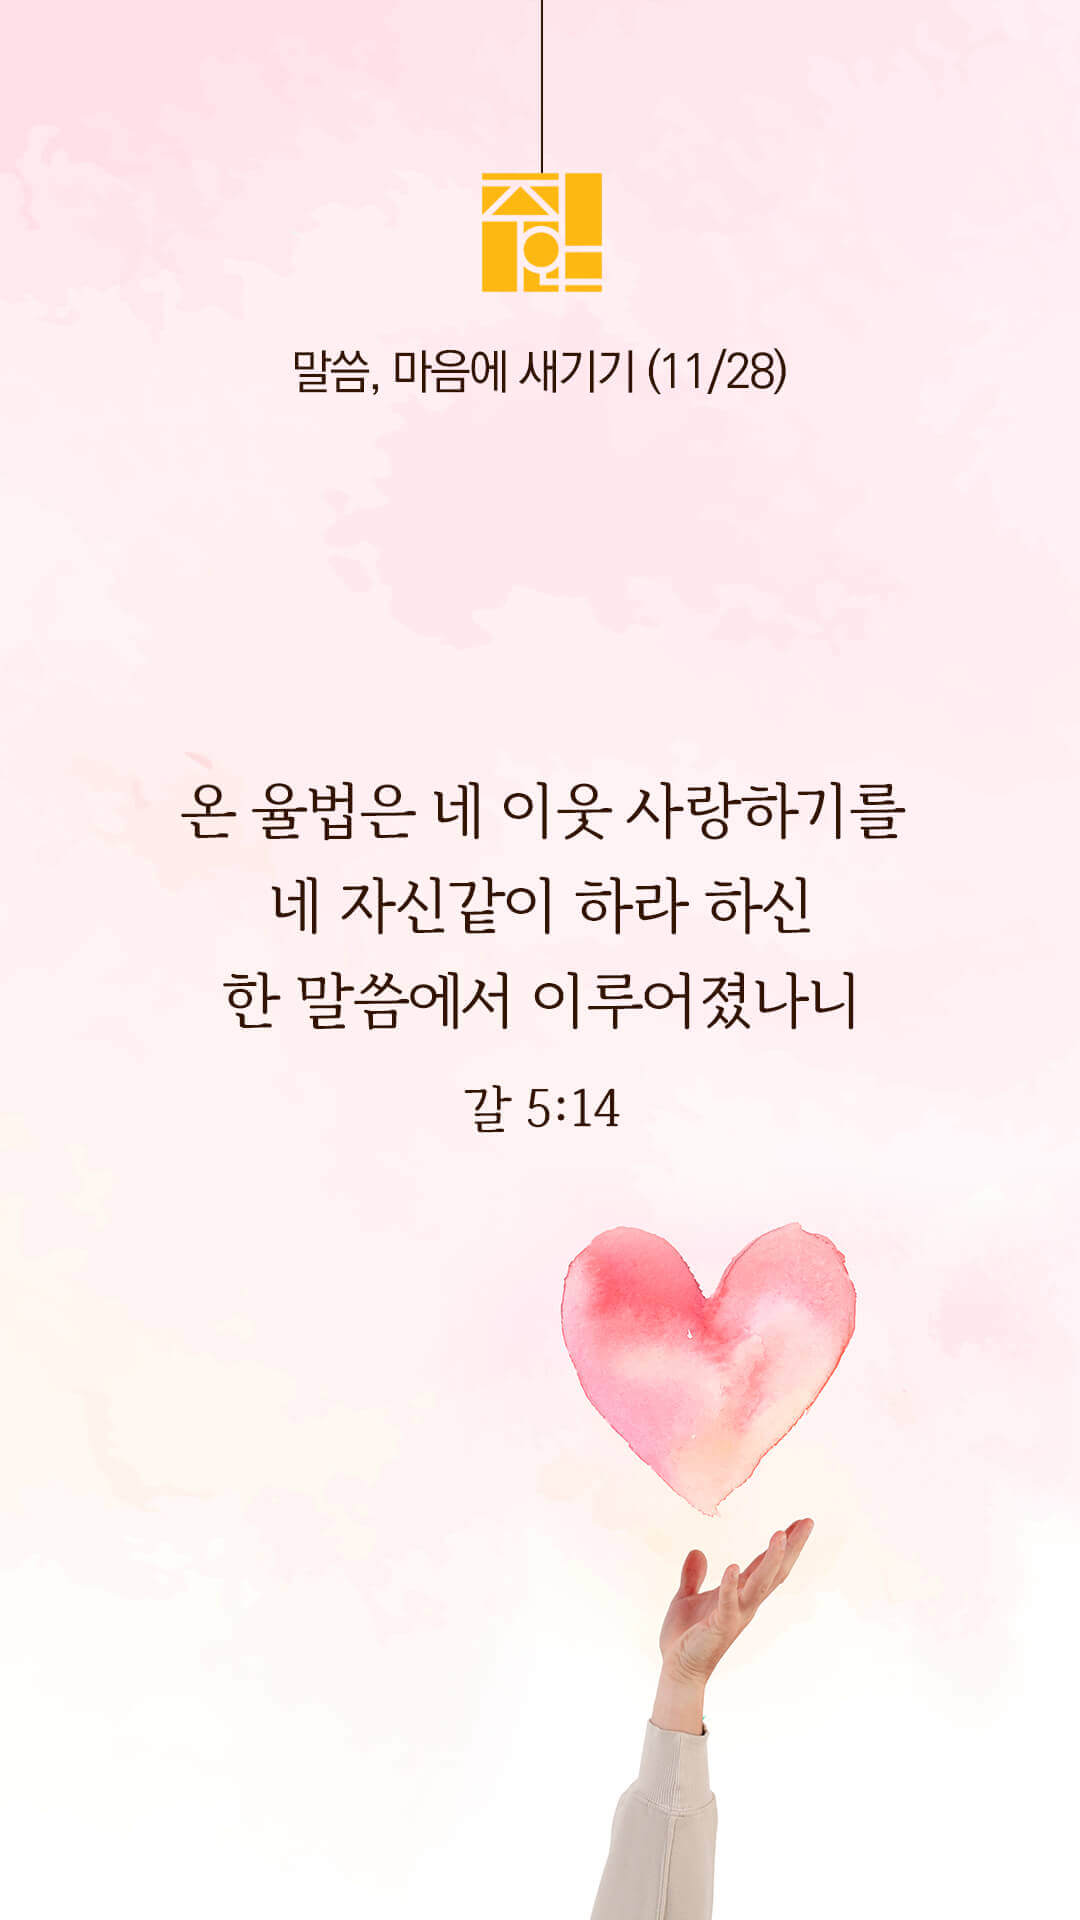 말씀, 마음에 새기기 (11/28)
온 율법은 네 이웃 사랑하기를
네 자신같이 하라 하신
한 말씀에서 이루어졌나니
갈 5:14